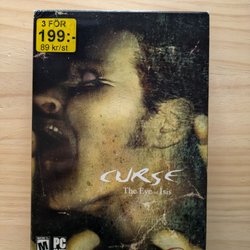 3 FÖR
199:-
89 kr/st
CURSE
The Eye of Isis
M
PC